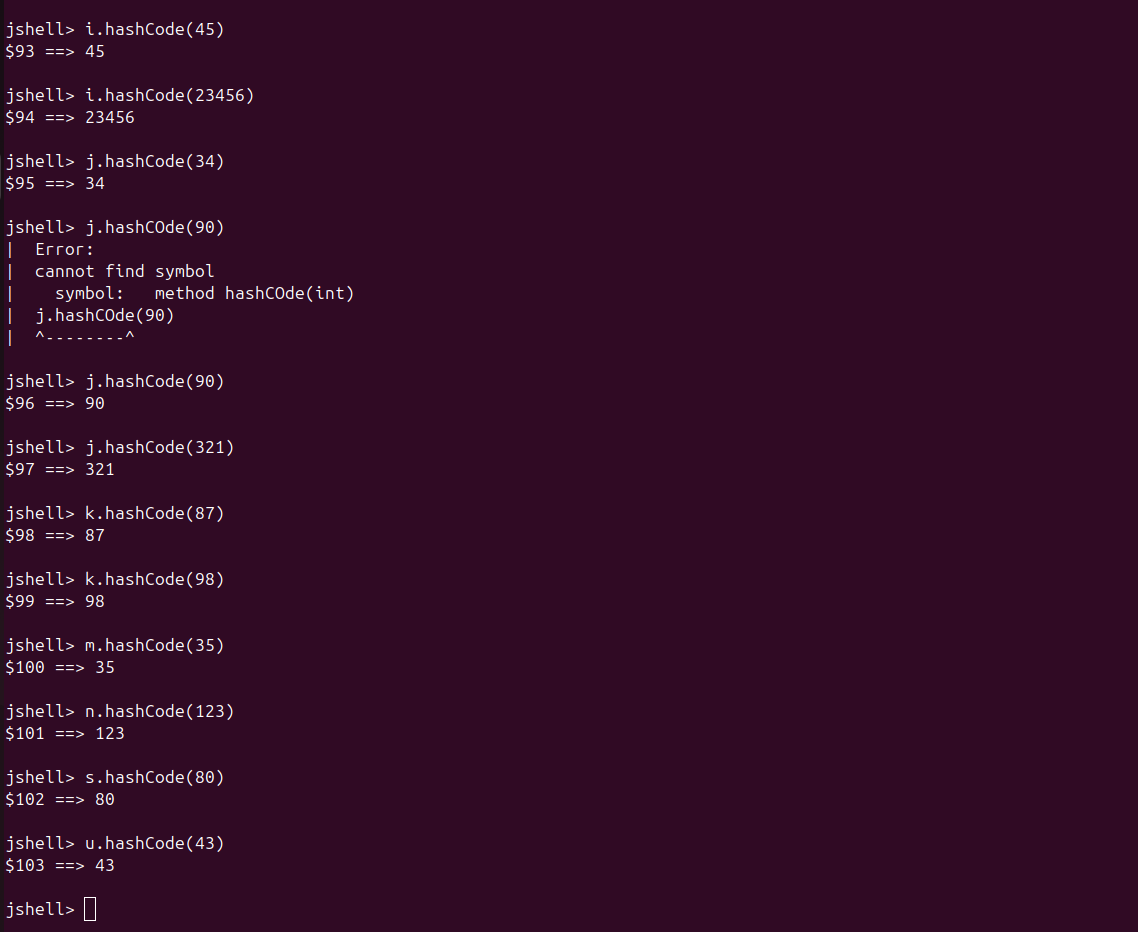 jshell> i.hashCode(45)
$93 ==> 45
jshell> i.hashCode(23456)
$94 ==> 23456
jshell> j.hashCode(34)
$95 ==> 34
jshell> j.hashCOde(90)
|  Error:
|  cannot find symbol
|    symbol:   method hashCOde(int)
|  j.hashCOde(90)
|  ^--------^
jshell> j.hashCode(90)
$96 ==> 90
jshell> j.hashCode(321)
$97 ==> 321
jshell> k.hashCode(87)
$98 ==> 87
jshell> k.hashCode(98)
$99 ==> 98
jshell> m.hashCode(35)
$100 ==> 35
jshell> n.hashCode(123)
$101 ==> 123
jshell> s.hashCode(80)
$102 ==> 80
jshell> u.hashCode(43)
$103 ==> 43
jshell>